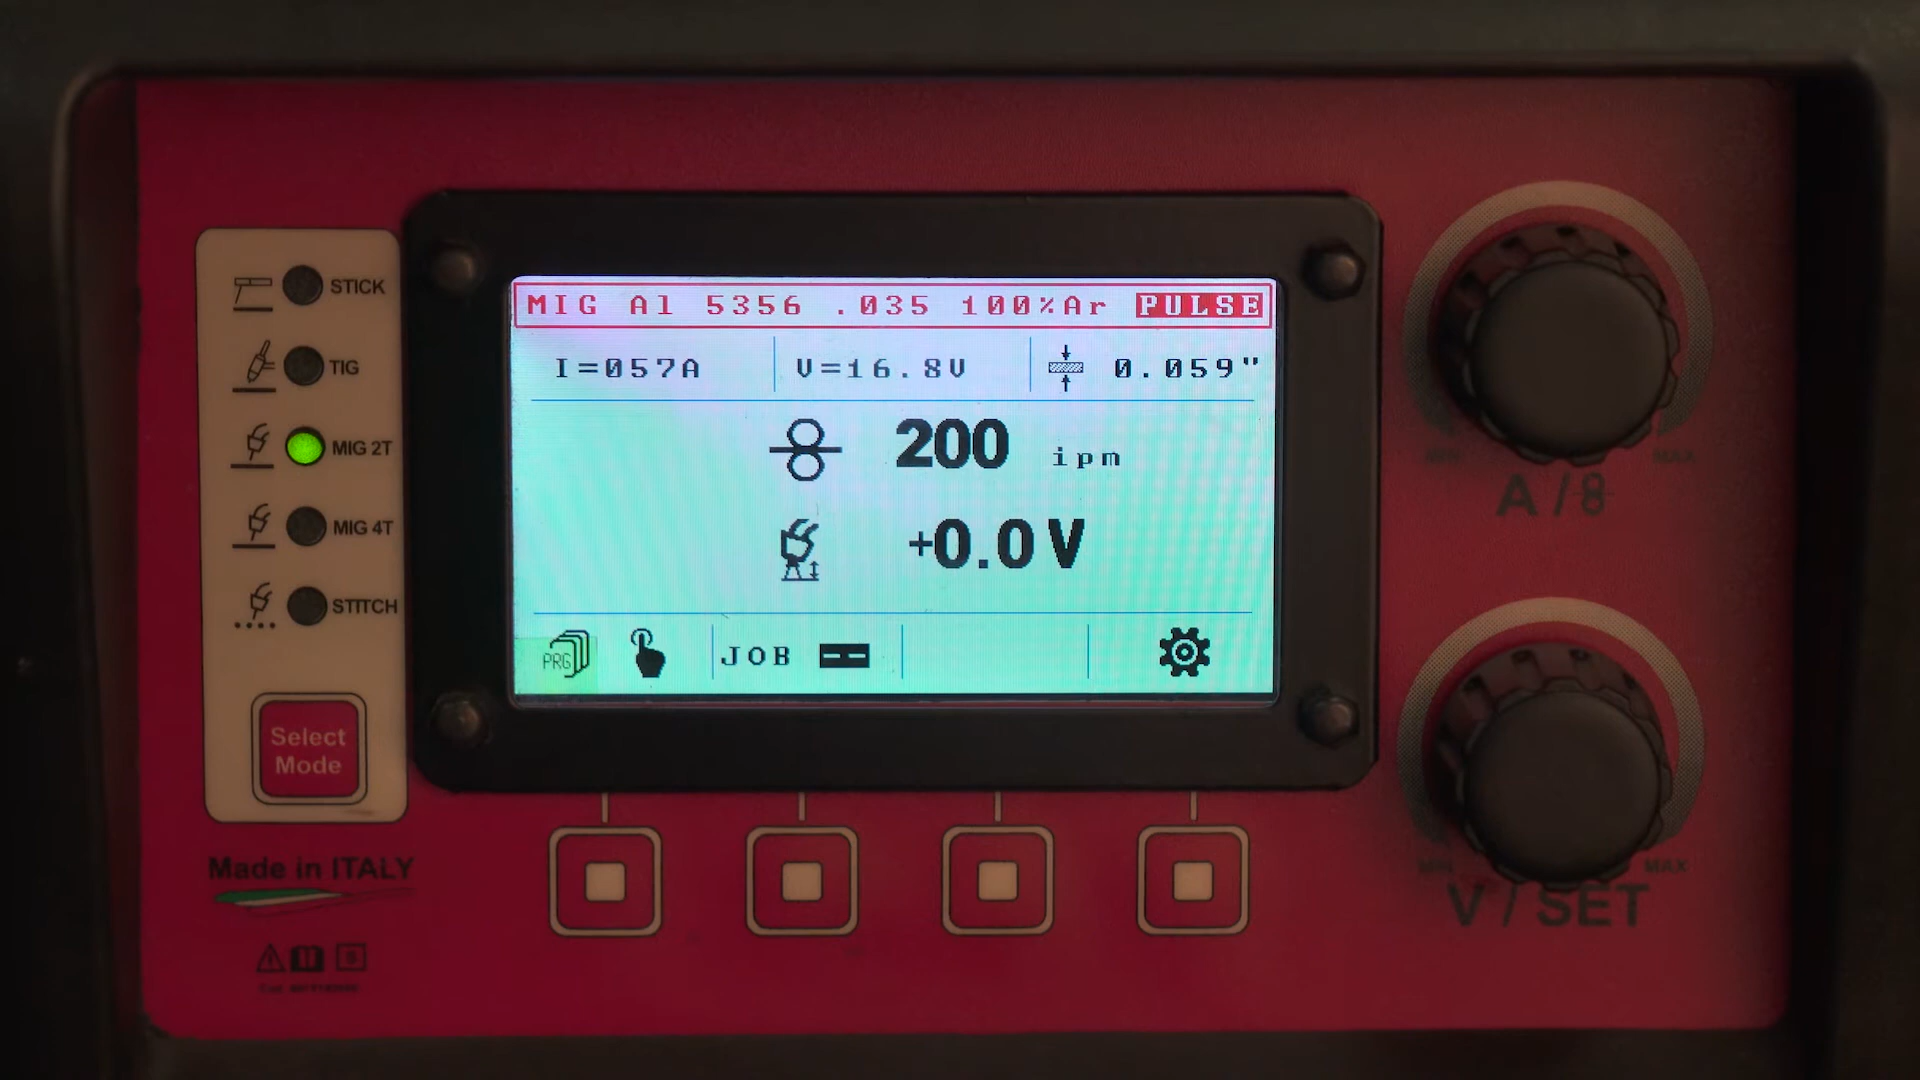 MIG Al 5356 .035 100%Ar PULSE
I=057A V=16.8V 0.059"
200 ipm
+0.0V
PRG JOB --
STICK
TIG
MIG 2T
MIG 4T
STITCH
Select
Mode
Made in ITALY
MIN MAX
A / 8
MIN MAX
V / SET